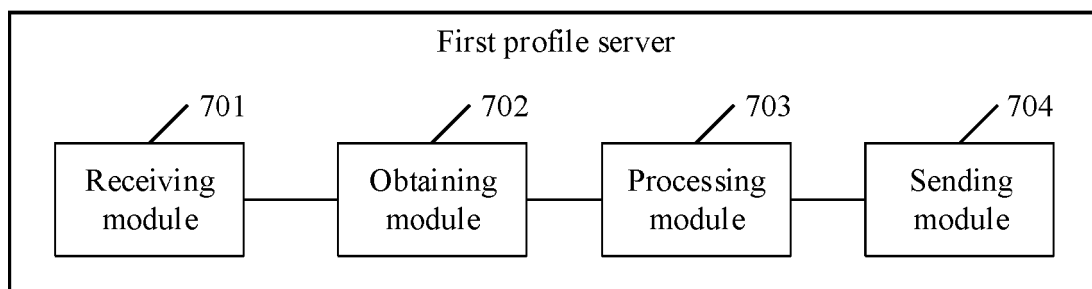 First profile server
701
702
703
704
Receiving
module
Obtaining
module
Processing
module
Sending
module